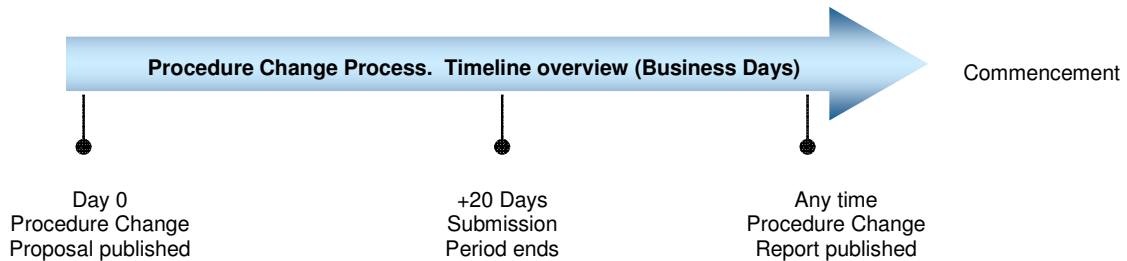 Procedure Change Process.  Timeline overview (Business Days)
Commencement
Day 0
Procedure Change
Proposal published
+20 Days
Submission
Period ends
Any time
Procedure Change
Report published